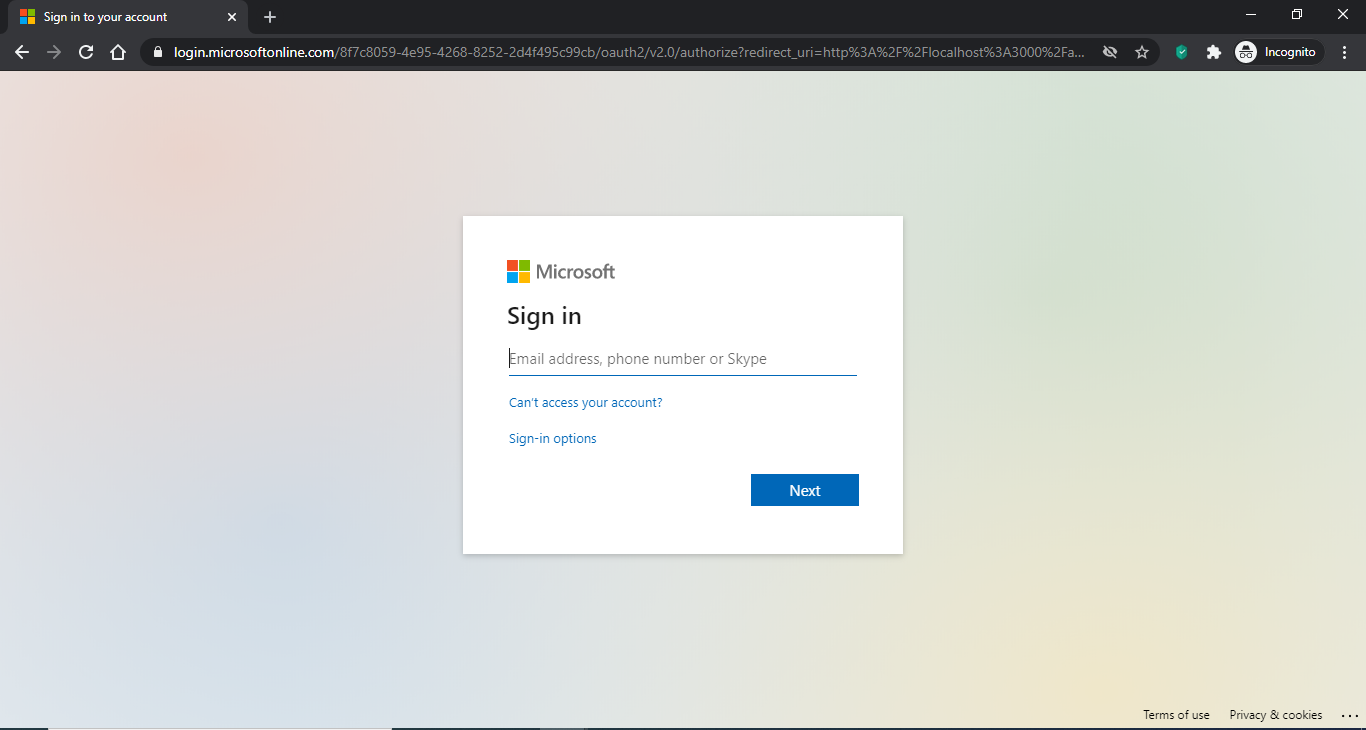 Sign in to your account
login.microsoftonline.com/8f7c8059-4e95-4268-8252-2d4f495c99cb/oauth2/v2.0/authorize?redirect_uri=http%3A%2F%2Flocalhost%3A3000%2Fa...
Incognito
Microsoft
Sign in
Email address, phone number or Skype
Can't access your account?
Sign-in options
Next
Terms of use Privacy & cookies ...